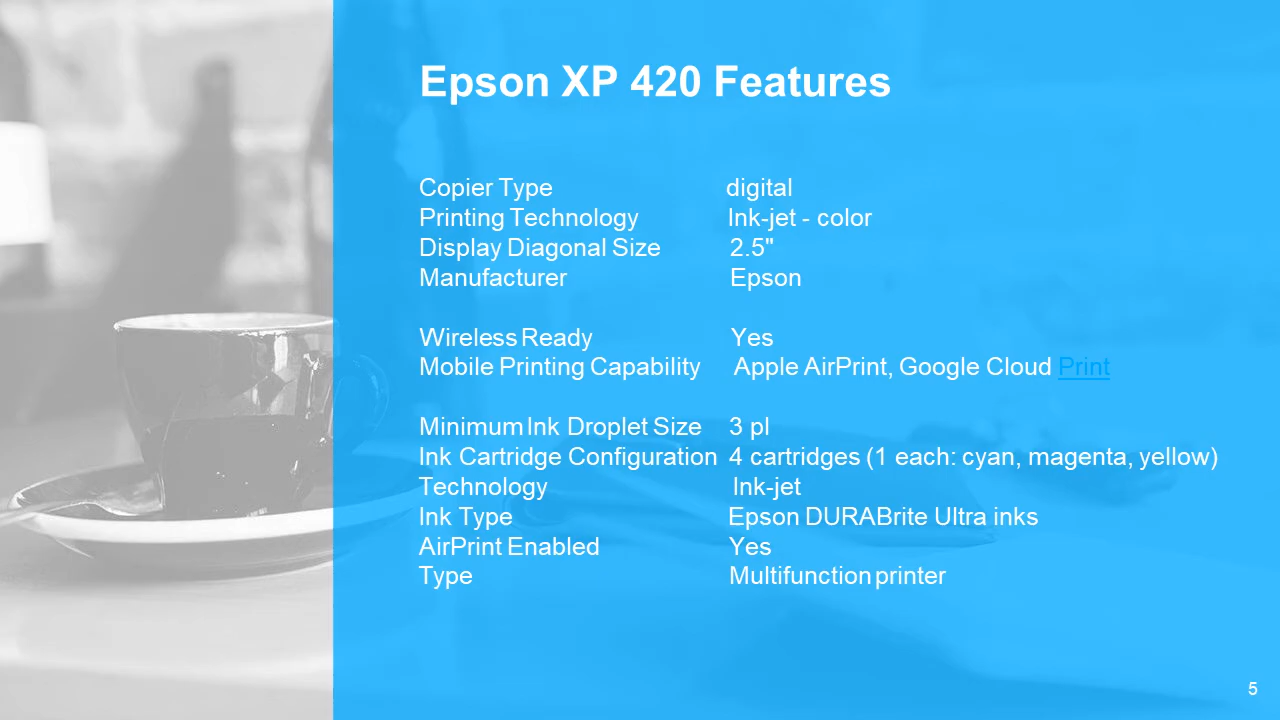 Epson XP 420 Features
Copier Type digital
Printing Technology Ink-jet - color
Display Diagonal Size 2.5"
Manufacturer Epson
Wireless Ready Yes
Mobile Printing Capability Apple AirPrint, Google Cloud Print
Minimum Ink Droplet Size 3 pl
Ink Cartridge Configuration 4 cartridges (1 each: cyan, magenta, yellow)
Technology Ink-jet
Ink Type Epson DURABrite Ultra inks
AirPrint Enabled Yes
Type Multifunction printer
5